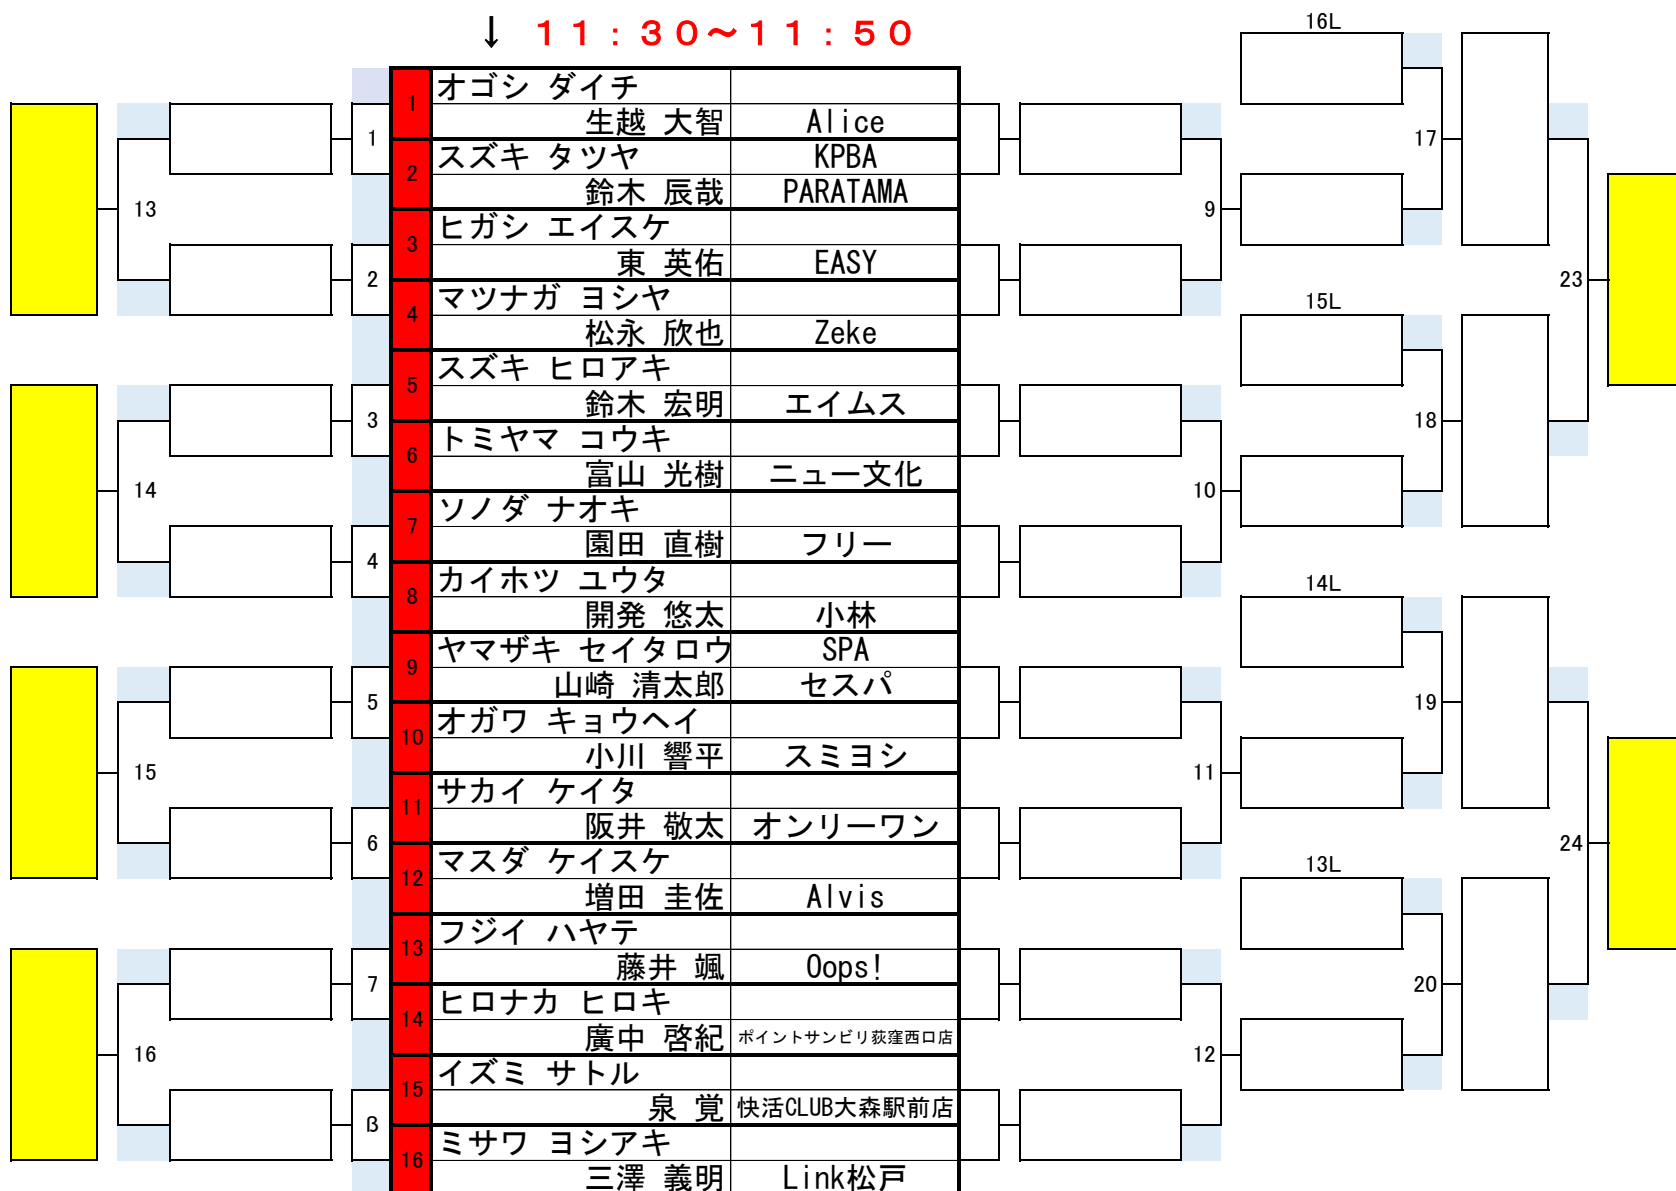 ↓ 11:30～11:50
16L
1 オゴシ ダイチ
生越 大智 Alice
1
17
2 スズキ タツヤ KPBA
鈴木 辰哉 PARATAMA
13
9
3 ヒガシ エイスケ
東 英佑 EASY
2
23
4 マツナガ ヨシヤ
松永 欣也 Zeke
15L
5 スズキ ヒロアキ
鈴木 宏明 エイムス
3
18
6 トミヤマ コウキ
富山 光樹 ニュー文化
14
10
7 ソノダ ナオキ
園田 直樹 フリー
4
8 カイホツ ユウタ
開発 悠太 小林
14L
9 ヤマザキ セイタロウ SPA
山崎 清太郎 セスパ
5
19
10 オガワ キョウヘイ
小川 響平 スミヨシ
15
11
11 サカイ ケイタ
阪井 敬太 オンリーワン
6
24
12 マスダ ケイスケ
増田 圭佐 Alvis
13L
13 フジイ ハヤテ
藤井 颯 Oops!
7
20
14 ヒロナカ ヒロキ
廣中 啓紀 ポイントサンビリ荻窪西口店
16
12
15 イズミ サトル
泉 覚 快活CLUB大森駅前店
8
16 ミサワ ヨシアキ
三澤 義明 Link松戸